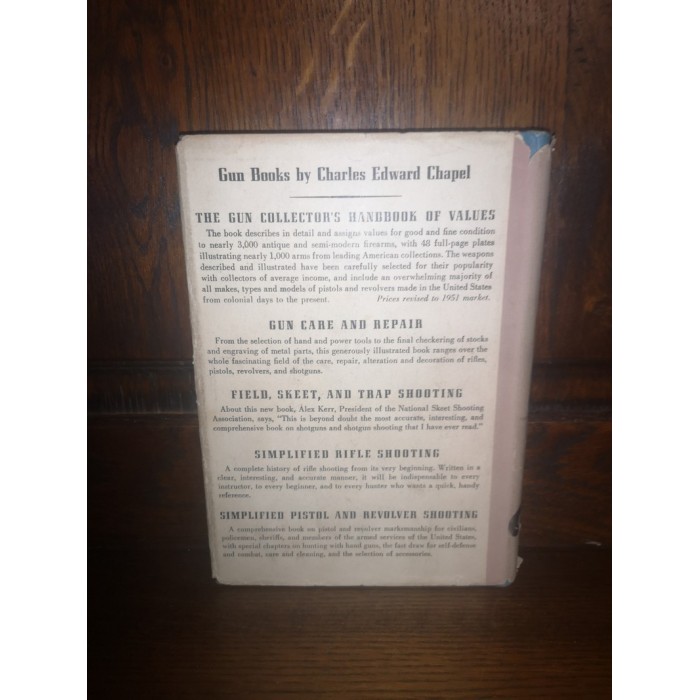 Gun Books by Charles Edward Chapel
THE GUN COLLECTOR'S HANDBOOK OF VALUES
The book describes in detail and assigns values for good and fine condition
to nearly 3,000 antique and semi-modern firearms, with 48 full-page plates
illustrating nearly 1,000 arms from leading American collections. The weapons
described and illustrated have been carefully selected for their popularity
with collectors of average income, and include an overwhelming majority of
all makes, types and models of pistols and revolvers made in the United States
from colonial days to the present. Prices revised to 1951 market.
GUN CARE AND REPAIR
From the selection of hand and power tools to the final checkering of stocks
and engraving of metal parts, this generously illustrated book ranges over the
whole fascinating field of the care, repair, alteration and decoration of rifles,
pistols, revolvers, and shotguns.
FIELD, SKEET, AND TRAP SHOOTING
About this new book, Alex Kerr, President of the National Skeet Shooting
Association, says, "This is beyond doubt the most accurate, interesting, and
comprehensive book on shotguns and shotgun shooting that I have ever read."
SIMPLIFIED RIFLE SHOOTING
A complete history of rifle shooting from its very beginning. Written in a
clear, interesting, and accurate manner, it will be indispensable to every
instructor, to every beginner, and to every hunter who wants a quick, handy
reference.
SIMPLIFIED PISTOL AND REVOLVER SHOOTING
A comprehensive book on pistol and revolver marksmanship for civilians,
policemen, sheriffs, and members of the armed services of the United States,
with special chapters on hunting with hand guns, the fast draw for self-defense
and combat, care and cleaning, and the selection of accessories.